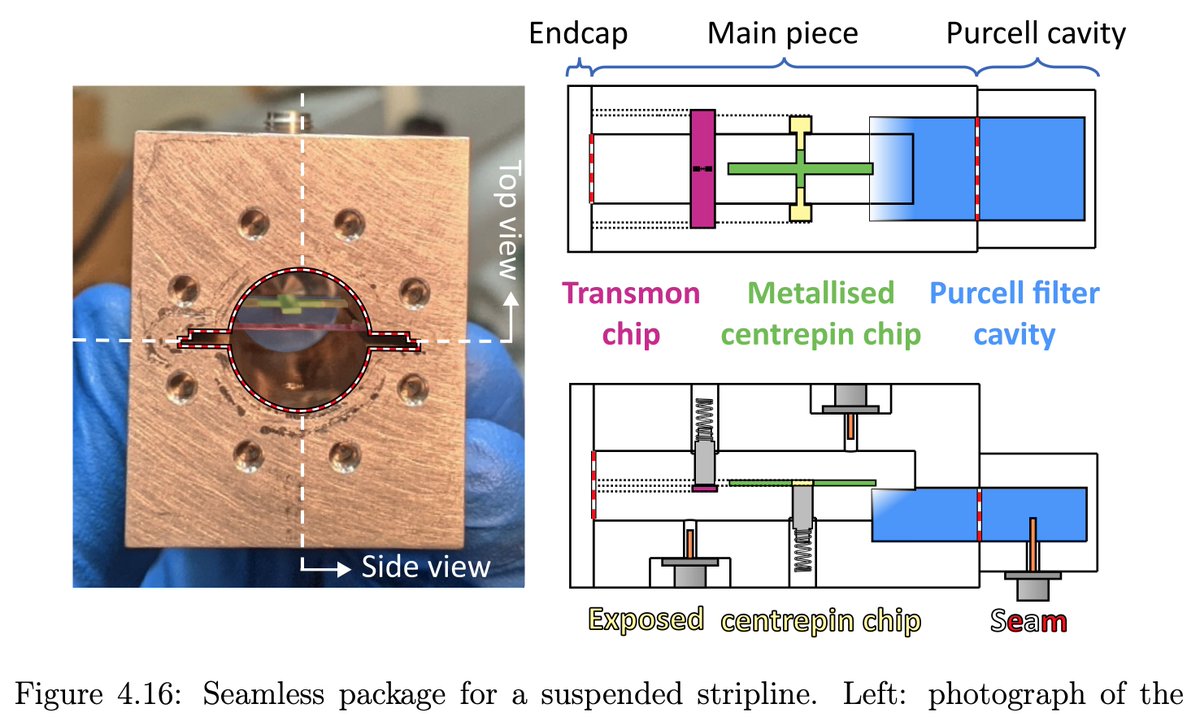 Endcap Main piece Purcell cavity
Top view
Transmon chip
Metallised centrepin chip
Purcell filter cavity
Side view
Exposed centrepin chip
Seam
Figure 4.16: Seamless package for a suspended stripline. Left: photograph of the